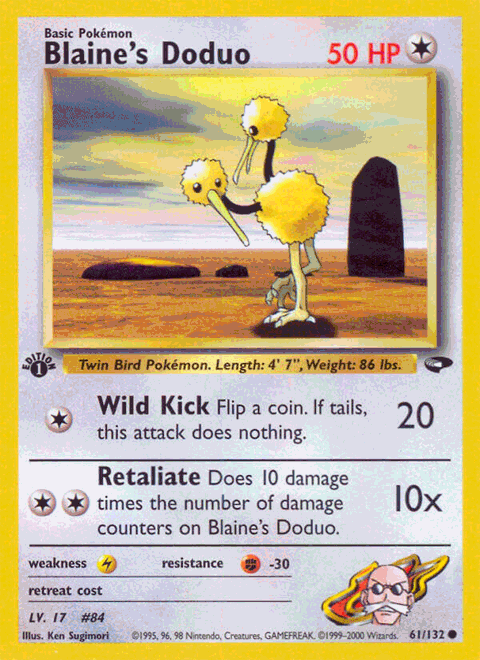 Basic Pokémon
Blaine's Doduo 50 HP
EDITION
1
Twin Bird Pokémon. Length: 4' 7", Weight: 86 lbs.
Wild Kick Flip a coin. If tails,
this attack does nothing.
20
Retaliate Does 10 damage
times the number of damage
counters on Blaine's Doduo.
10x
weakness resistance -30
retreat cost
LV. 17 #84
Illus. Ken Sugimori ©1995, 96, 98 Nintendo, Creatures, GAMEFREAK. ©1999-2000 Wizards. 61/132